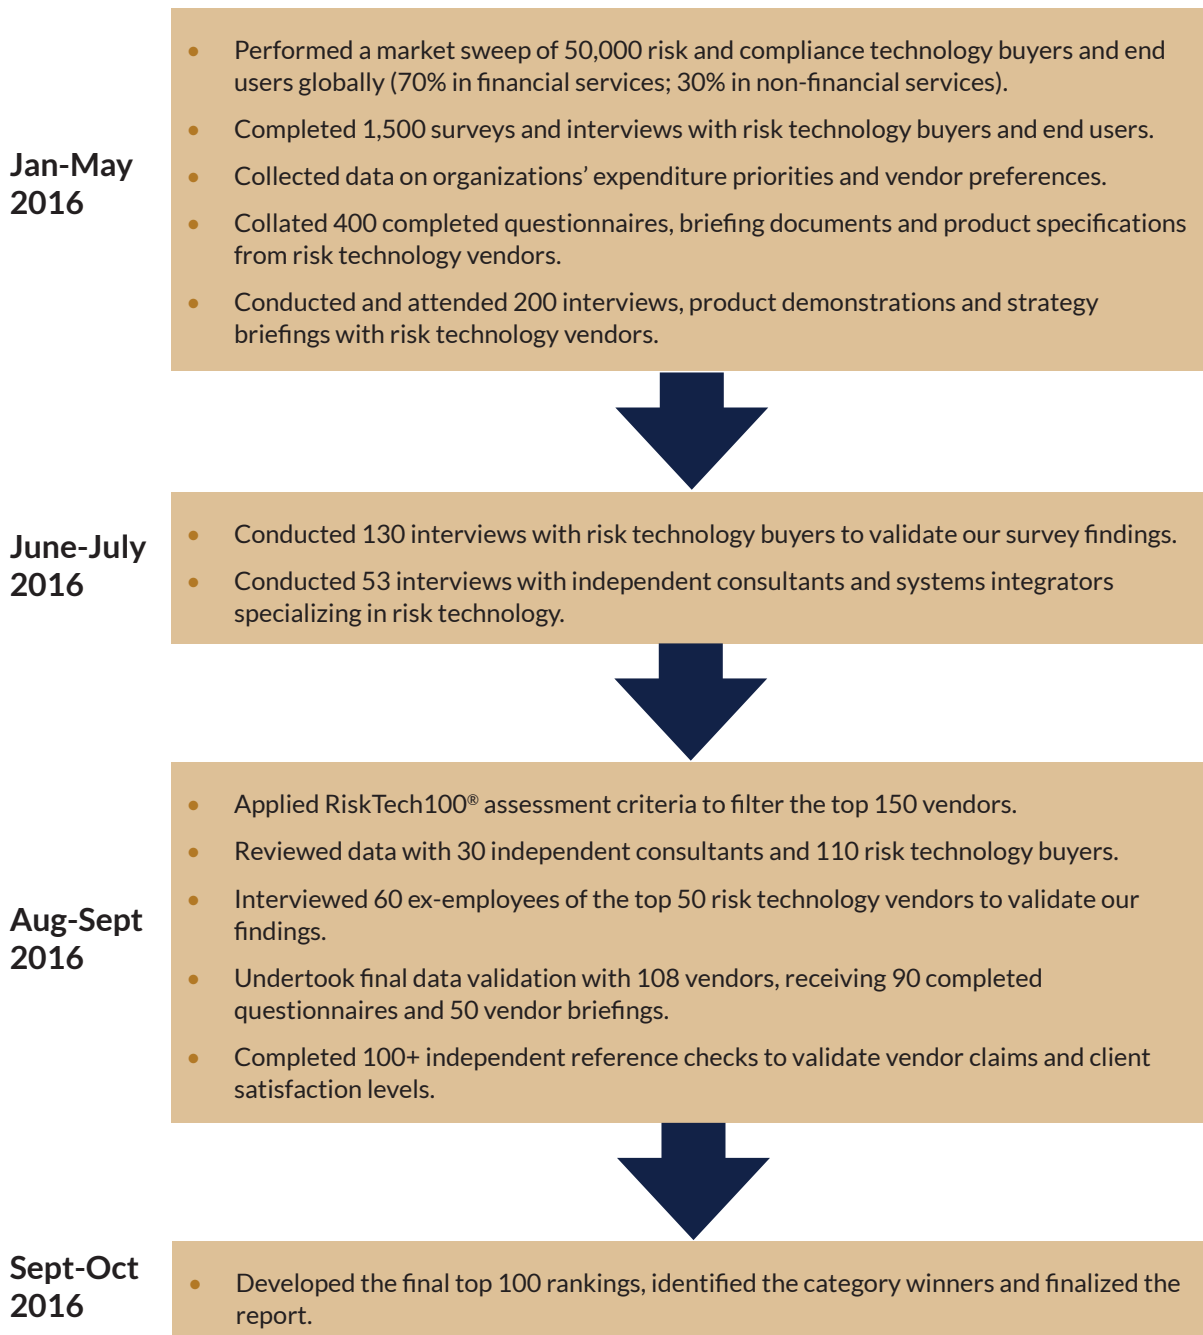 Jan-May
2016
• Performed a market sweep of 50,000 risk and compliance technology buyers and end
users globally (70% in financial services; 30% in non-financial services).
• Completed 1,500 surveys and interviews with risk technology buyers and end users.
• Collected data on organizations’ expenditure priorities and vendor preferences.
• Collated 400 completed questionnaires, briefing documents and product specifications
from risk technology vendors.
• Conducted and attended 200 interviews, product demonstrations and strategy
briefings with risk technology vendors.
June-July
2016
• Conducted 130 interviews with risk technology buyers to validate our survey findings.
• Conducted 53 interviews with independent consultants and systems integrators
specializing in risk technology.
Aug-Sept
2016
• Applied RiskTech100® assessment criteria to filter the top 150 vendors.
• Reviewed data with 30 independent consultants and 110 risk technology buyers.
• Interviewed 60 ex-employees of the top 50 risk technology vendors to validate our
findings.
• Undertook final data validation with 108 vendors, receiving 90 completed
questionnaires and 50 vendor briefings.
• Completed 100+ independent reference checks to validate vendor claims and client
satisfaction levels.
Sept-Oct
2016
• Developed the final top 100 rankings, identified the category winners and finalized the
report.